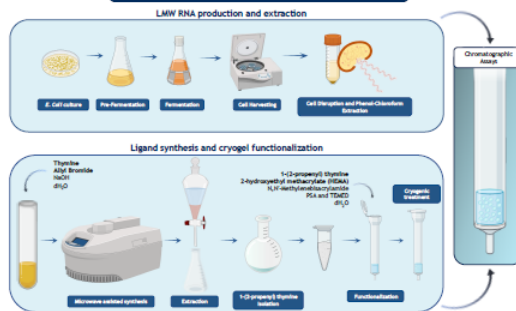 LMW RNA production and extraction
E. Coli culture
Pre-Fermentation
Fermentation
Cell Harvesting
Cell Disruption and Phenol-Chloroform
Extraction
Chromatographic
Assays
Ligand synthesis and cryogel functionalization
Thymine
Allyl Bromide
NaOH
dH2O
1-(2-propenyl) thymine
2-hydroxyethyl methacrylate (HEMA)
N,N'-Methylenebisacrylamide
PSA and TEMED
dH2O
Cryogenic
treatment
Microwave assisted synthesis
Extraction
1-(2-propenyl) thymine
isolation
Functionalization